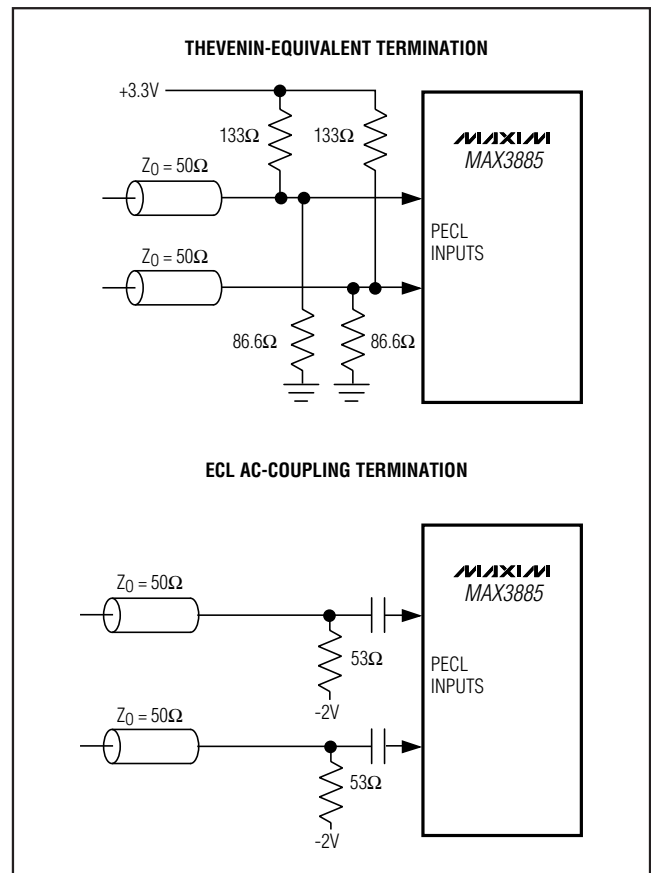 THEVENIN-EQUIVALENT TERMINATION
+3.3V
133Ω 133Ω
MAXIM
MAX3885
Z0 = 50Ω
PECL
INPUTS
Z0 = 50Ω
86.6Ω 86.6Ω
ECL AC-COUPLING TERMINATION
MAXIM
MAX3885
Z0 = 50Ω
53Ω
PECL
INPUTS
-2V
Z0 = 50Ω
53Ω
-2V